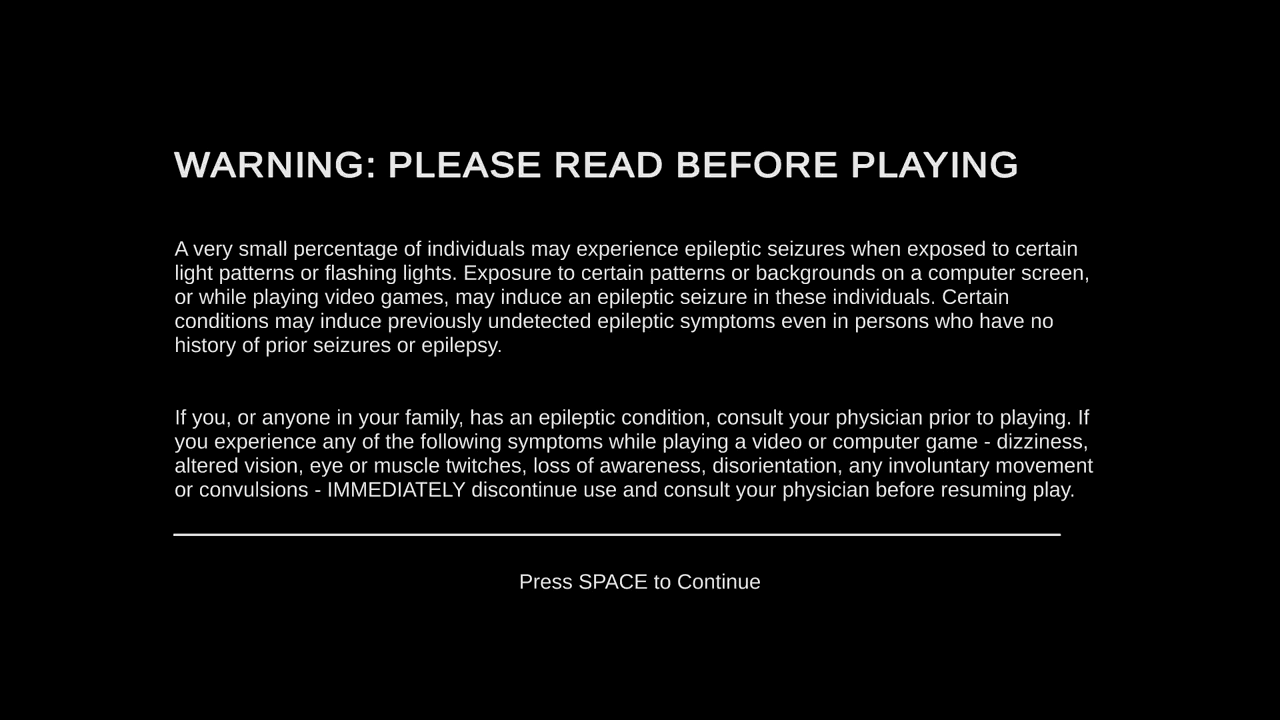 WARNING: PLEASE READ BEFORE PLAYING
A very small percentage of individuals may experience epileptic seizures when exposed to certain
light patterns or flashing lights. Exposure to certain patterns or backgrounds on a computer screen,
or while playing video games, may induce an epileptic seizure in these individuals. Certain
conditions may induce previously undetected epileptic symptoms even in persons who have no
history of prior seizures or epilepsy.
If you, or anyone in your family, has an epileptic condition, consult your physician prior to playing. If
you experience any of the following symptoms while playing a video or computer game - dizziness,
altered vision, eye or muscle twitches, loss of awareness, disorientation, any involuntary movement
or convulsions - IMMEDIATELY discontinue use and consult your physician before resuming play.
Press SPACE to Continue